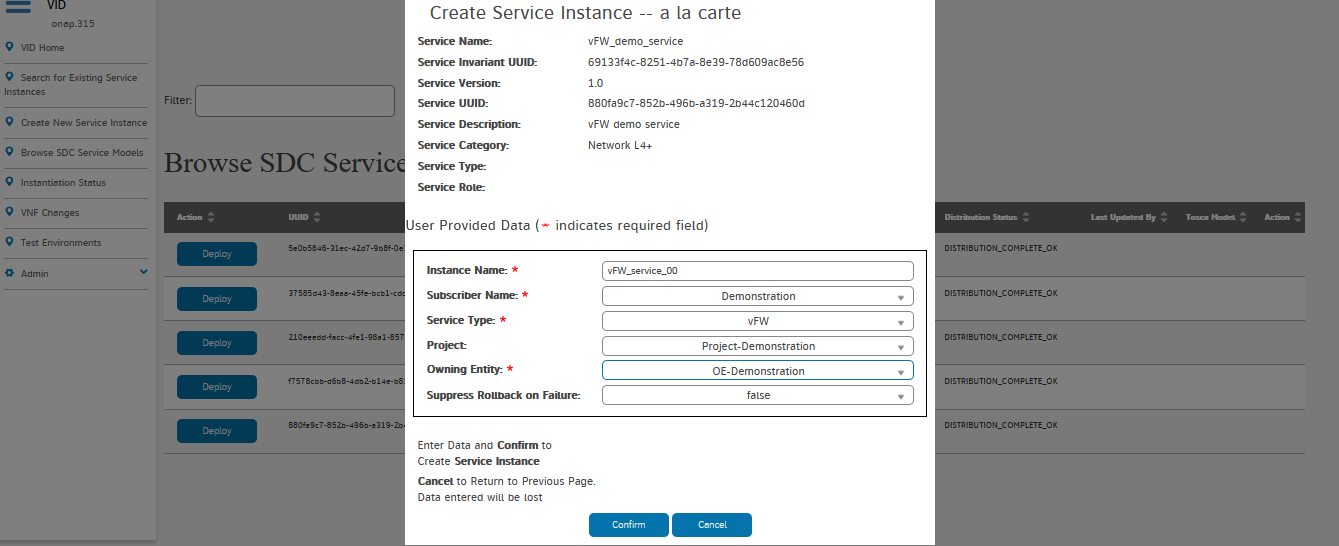 VID
onap.315
VID Home
Search for Existing Service
Instances
Create New Service Instance
Browse SDC Service Models
Instantiation Status
VNF Changes
Test Environments
Admin
Filter:
Browse SDC Service
Action UUID Distribution Status Last Updated By Tosca Model Action
Deploy 5e0b5846-31ec-42d7-9b8f-0e DISTRIBUTION_COMPLETE_OK
Deploy 37585d43-8eaa-45fe-bcb1-cdc DISTRIBUTION_COMPLETE_OK
Deploy 210eeedd-facc-4fe1-98a1-857 DISTRIBUTION_COMPLETE_OK
Deploy f7578cbb-d6b8-4db2-b14e-b8 DISTRIBUTION_COMPLETE_OK
Deploy 880fa9c7-852b-496b-a319-2b4 DISTRIBUTION_COMPLETE_OK
Create Service Instance -- a la carte
Service Name: vFW_demo_service
Service Invariant UUID: 69133f4c-8251-4b7a-8e39-78d609ac8e56
Service Version: 1.0
Service UUID: 880fa9c7-852b-496b-a319-2b44c120460d
Service Description: vFW demo service
Service Category: Network L4+
Service Type:
Service Role:
User Provided Data (* indicates required field)
Instance Name: * vFW_service_00
Subscriber Name: * Demonstration
Service Type: * vFW
Project: Project-Demonstration
Owning Entity: * OE-Demonstration
Suppress Rollback on Failure: false
Enter Data and Confirm to
Create Service Instance
Cancel to Return to Previous Page.
Data entered will be lost
Confirm Cancel